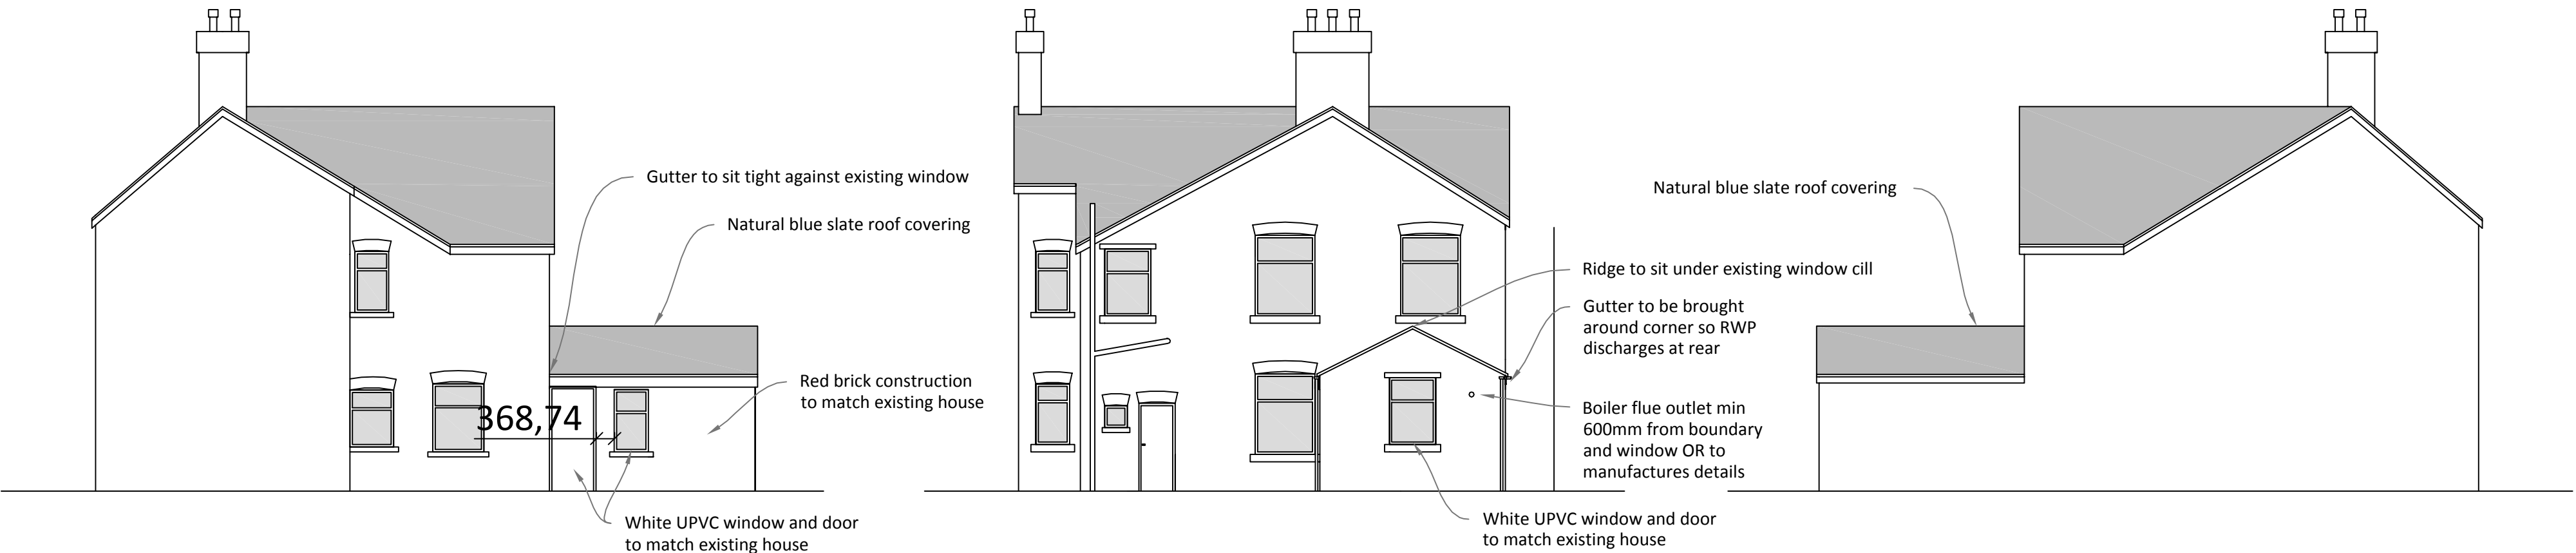 Gutter to sit tight against existing window
Natural blue slate roof covering
Red brick construction
to match existing house
368,74
White UPVC window and door
to match existing house
Ridge to sit under existing window cill
Gutter to be brought
around corner so RWP
discharges at rear
Boiler flue outlet min
600mm from boundary
and window OR to
manufactures details
White UPVC window and door
to match existing house
Natural blue slate roof covering